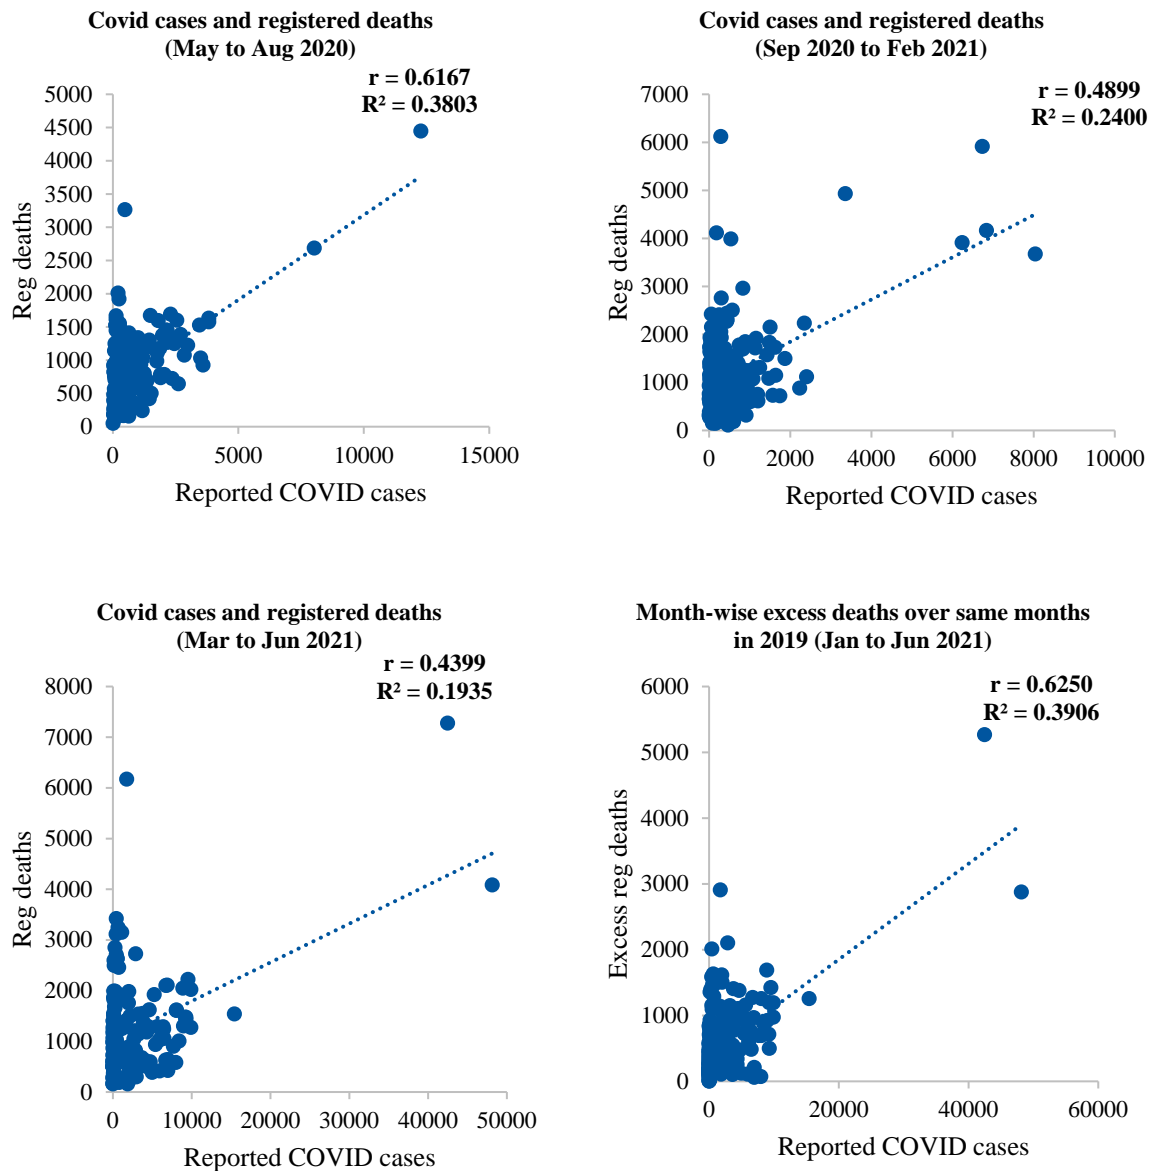 Covid cases and registered deaths
(May to Aug 2020)
r = 0.6167
R² = 0.3803
5000
4500
4000
3500
3000
2500
2000
1500
1000
500
0
Reg deaths
0 5000 10000 15000
Reported COVID cases
Covid cases and registered deaths
(Sep 2020 to Feb 2021)
r = 0.4899
R² = 0.2400
7000
6000
5000
4000
3000
2000
1000
0
Reg deaths
0 2000 4000 6000 8000 10000
Reported COVID cases
Covid cases and registered deaths
(Mar to Jun 2021)
r = 0.4399
R² = 0.1935
8000
7000
6000
5000
4000
3000
2000
1000
0
Reg deaths
0 10000 20000 30000 40000 50000
Reported COVID cases
Month-wise excess deaths over same months
in 2019 (Jan to Jun 2021)
r = 0.6250
R² = 0.3906
6000
5000
4000
3000
2000
1000
0
Excess reg deaths
0 20000 40000 60000
Reported COVID cases